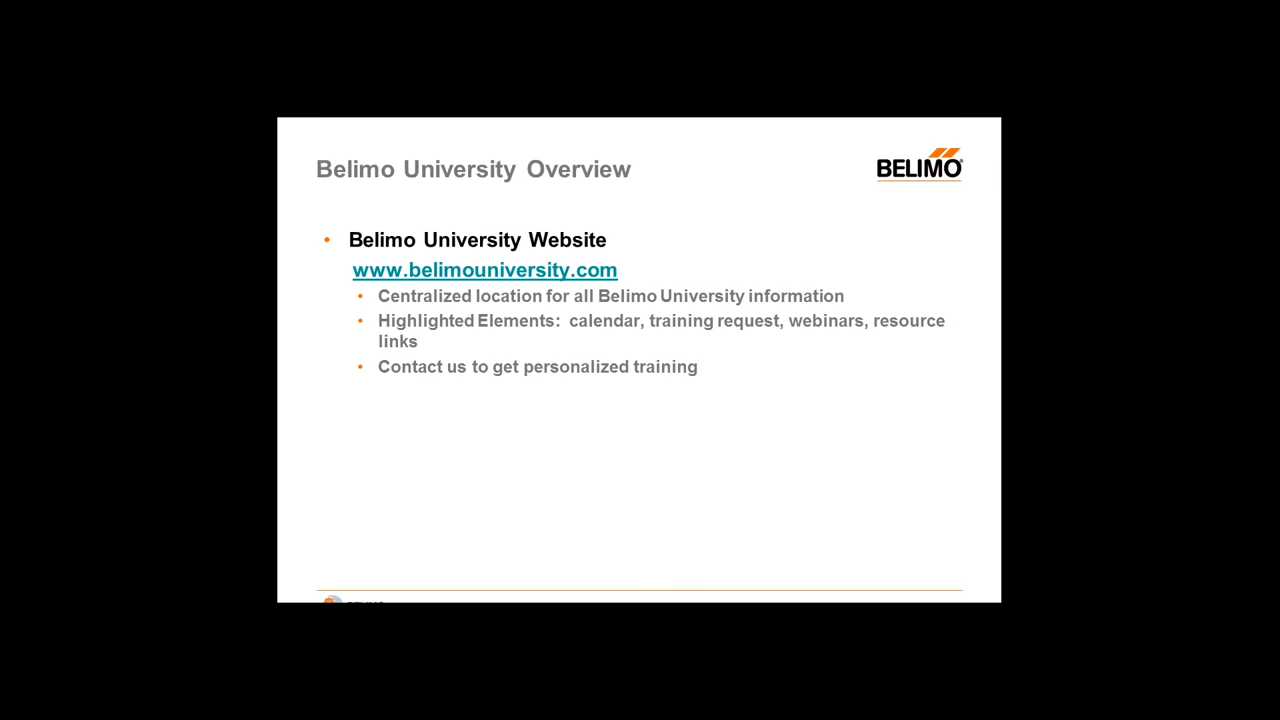 Belimo University Overview
BELIMO®
• Belimo University Website
www.belimouniversity.com
• Centralized location for all Belimo University information
• Highlighted Elements: calendar, training request, webinars, resource
links
• Contact us to get personalized training